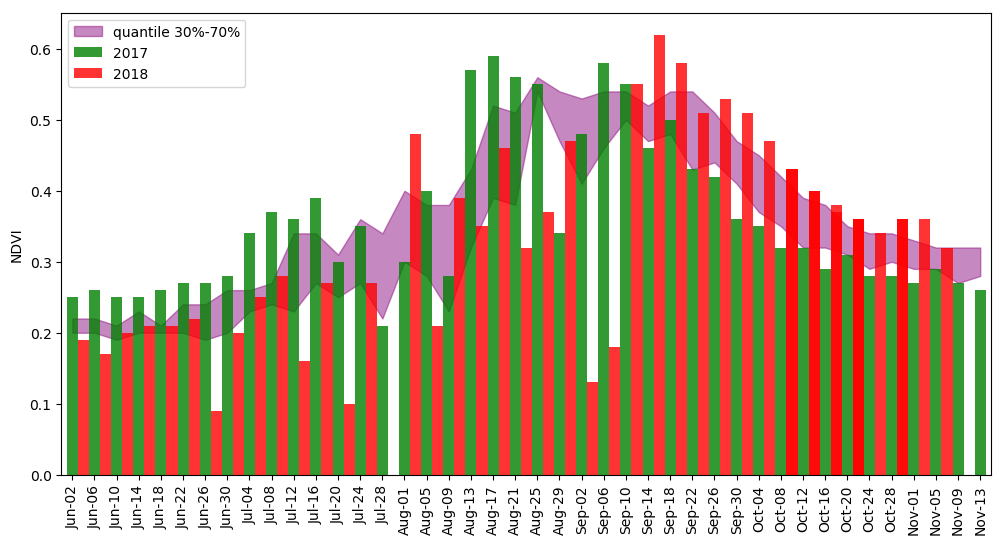 quantile 30%-70%
2017
2018
NDVI
0.6
0.5
0.4
0.3
0.2
0.1
0.0
Jun-02
Jun-06
Jun-10
Jun-14
Jun-18
Jun-22
Jun-26
Jun-30
Jul-04
Jul-08
Jul-12
Jul-16
Jul-20
Jul-24
Jul-28
Aug-01
Aug-05
Aug-09
Aug-13
Aug-17
Aug-21
Aug-25
Aug-29
Sep-02
Sep-06
Sep-10
Sep-14
Sep-18
Sep-22
Sep-26
Sep-30
Oct-04
Oct-08
Oct-12
Oct-16
Oct-20
Oct-24
Oct-28
Nov-01
Nov-05
Nov-09
Nov-13